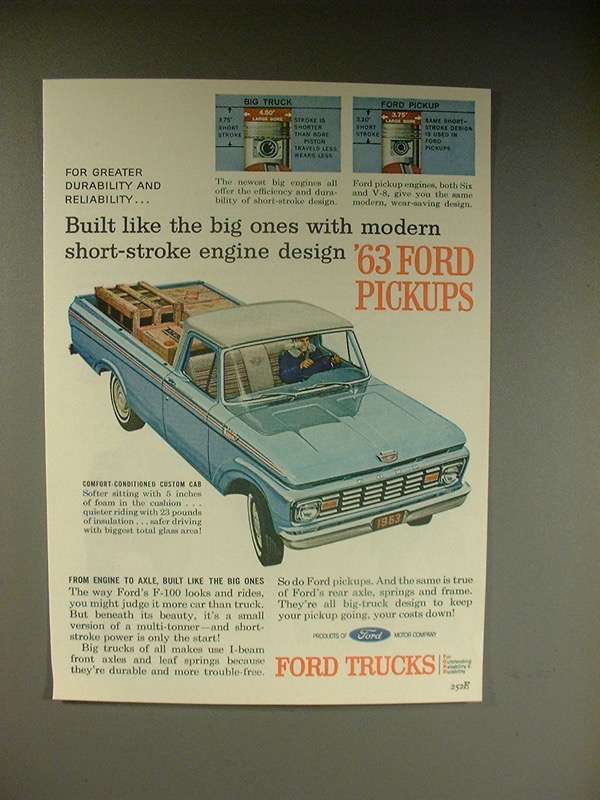 BIG TRUCK
4.50"
LARGE BORE
3.75"
SHORT
STROKE
STROKE IS
SHORTER
THAN BORE.
PISTON
TRAVELS LESS,
WEARS LESS.
FORD PICKUP
3.75"
LARGE BORE
SHORT
STROKE
SAME SHORT-
STROKE DESIGN
IS USED IN
FORD
PICKUPS.
The newest big engines all
offer the efficiency and dura-
bility of short-stroke design.
Ford pickup engines, both Six
and V-8, give you the same
modern, wear-saving design.
FOR GREATER
DURABILITY AND
RELIABILITY...
Built like the big ones with modern
short-stroke engine design
'63 FORD
PICKUPS
1963
COMFORT-CONDITIONED CUSTOM CAB
Softer sitting with 5 inches
of foam in the cushion . . .
quieter riding with 23 pounds
of insulation . . . safer driving
with biggest total glass area!
FROM ENGINE TO AXLE, BUILT LIKE THE BIG ONES
The way Ford's F-100 looks and rides,
you might judge it more car than truck.
But beneath its beauty, it's a small
version of a multi-tonner—and short-
stroke power is only the start!
Big trucks of all makes use I-beam
front axles and leaf springs because
they're durable and more trouble-free.
So do Ford pickups. And the same is true
of Ford's rear axle, springs and frame.
They're all big-truck design to keep
your pickup going, your costs down!
PRODUCTS OF Ford MOTOR COMPANY
FORD TRUCKS
For
Outstanding
Reliability &
Durability
252E